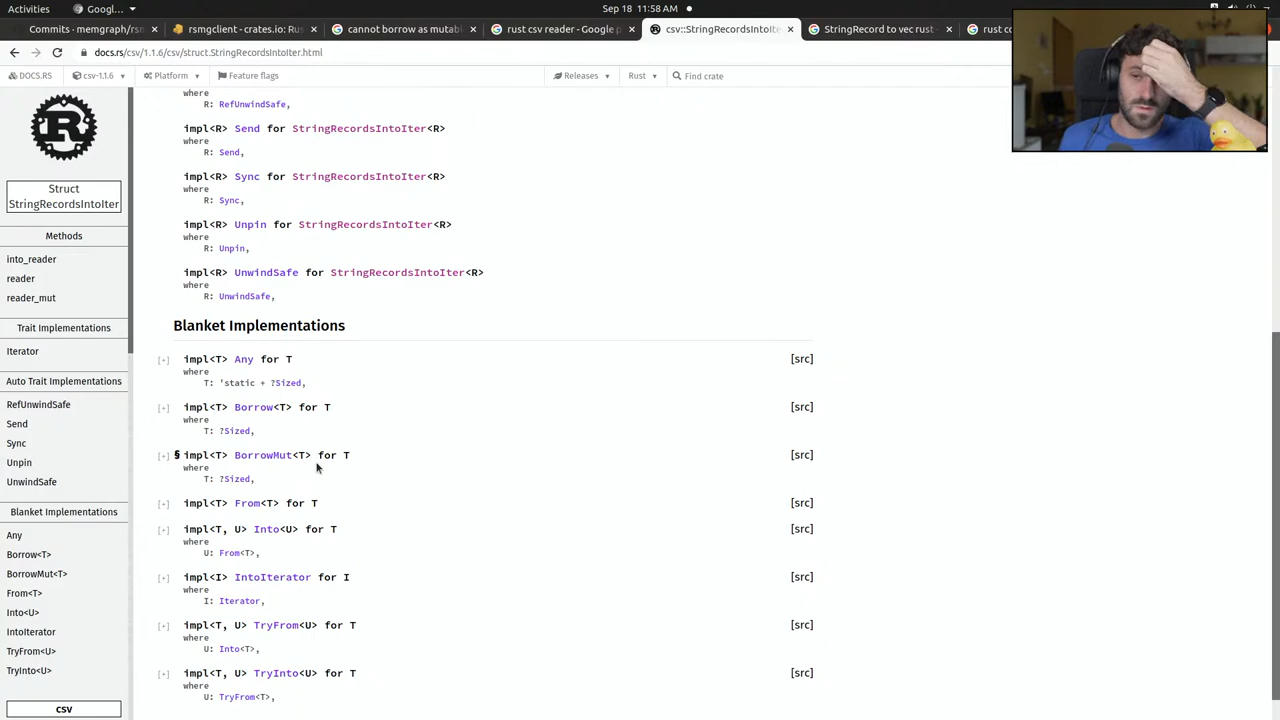 Activities
Googl...
Sep 18 11:58 AM
Commits · memgraph/rsm
rsmgclient - crates.io: Rus
cannot borrow as mutabl
rust csv reader - Google p
csv::StringRecordsIntoIte
StringRecord to vec rust -
rust co
docs.rs/csv/1.1.6/csv/struct.StringRecordsIntoIter.html
DOCS.RS
csv-1.1.6
Platform
Feature flags
Releases
Rust
Find crate
Struct
StringRecordsIntoIter
Methods
into_reader
reader
reader_mut
Trait Implementations
Iterator
Auto Trait Implementations
RefUnwindSafe
Send
Sync
Unpin
UnwindSafe
Blanket Implementations
Any
Borrow<T>
BorrowMut<T>
From<T>
Into<U>
IntoIterator
TryFrom<U>
TryInto<U>
csv
where
R: RefUnwindSafe,
impl<R> Send for StringRecordsIntoIter<R>
where
R: Send,
impl<R> Sync for StringRecordsIntoIter<R>
where
R: Sync,
impl<R> Unpin for StringRecordsIntoIter<R>
where
R: Unpin,
impl<R> UnwindSafe for StringRecordsIntoIter<R>
where
R: UnwindSafe,
Blanket Implementations
[+] impl<T> Any for T [src]
where
T: 'static + ?Sized,
[+] impl<T> Borrow<T> for T [src]
where
T: ?Sized,
[+] § impl<T> BorrowMut<T> for T [src]
where
T: ?Sized,
[+] impl<T> From<T> for T [src]
[+] impl<T, U> Into<U> for T [src]
where
U: From<T>,
[+] impl<I> IntoIterator for I [src]
where
I: Iterator,
[+] impl<T, U> TryFrom<U> for T [src]
where
U: Into<T>,
[+] impl<T, U> TryInto<U> for T [src]
where
U: TryFrom<T>,